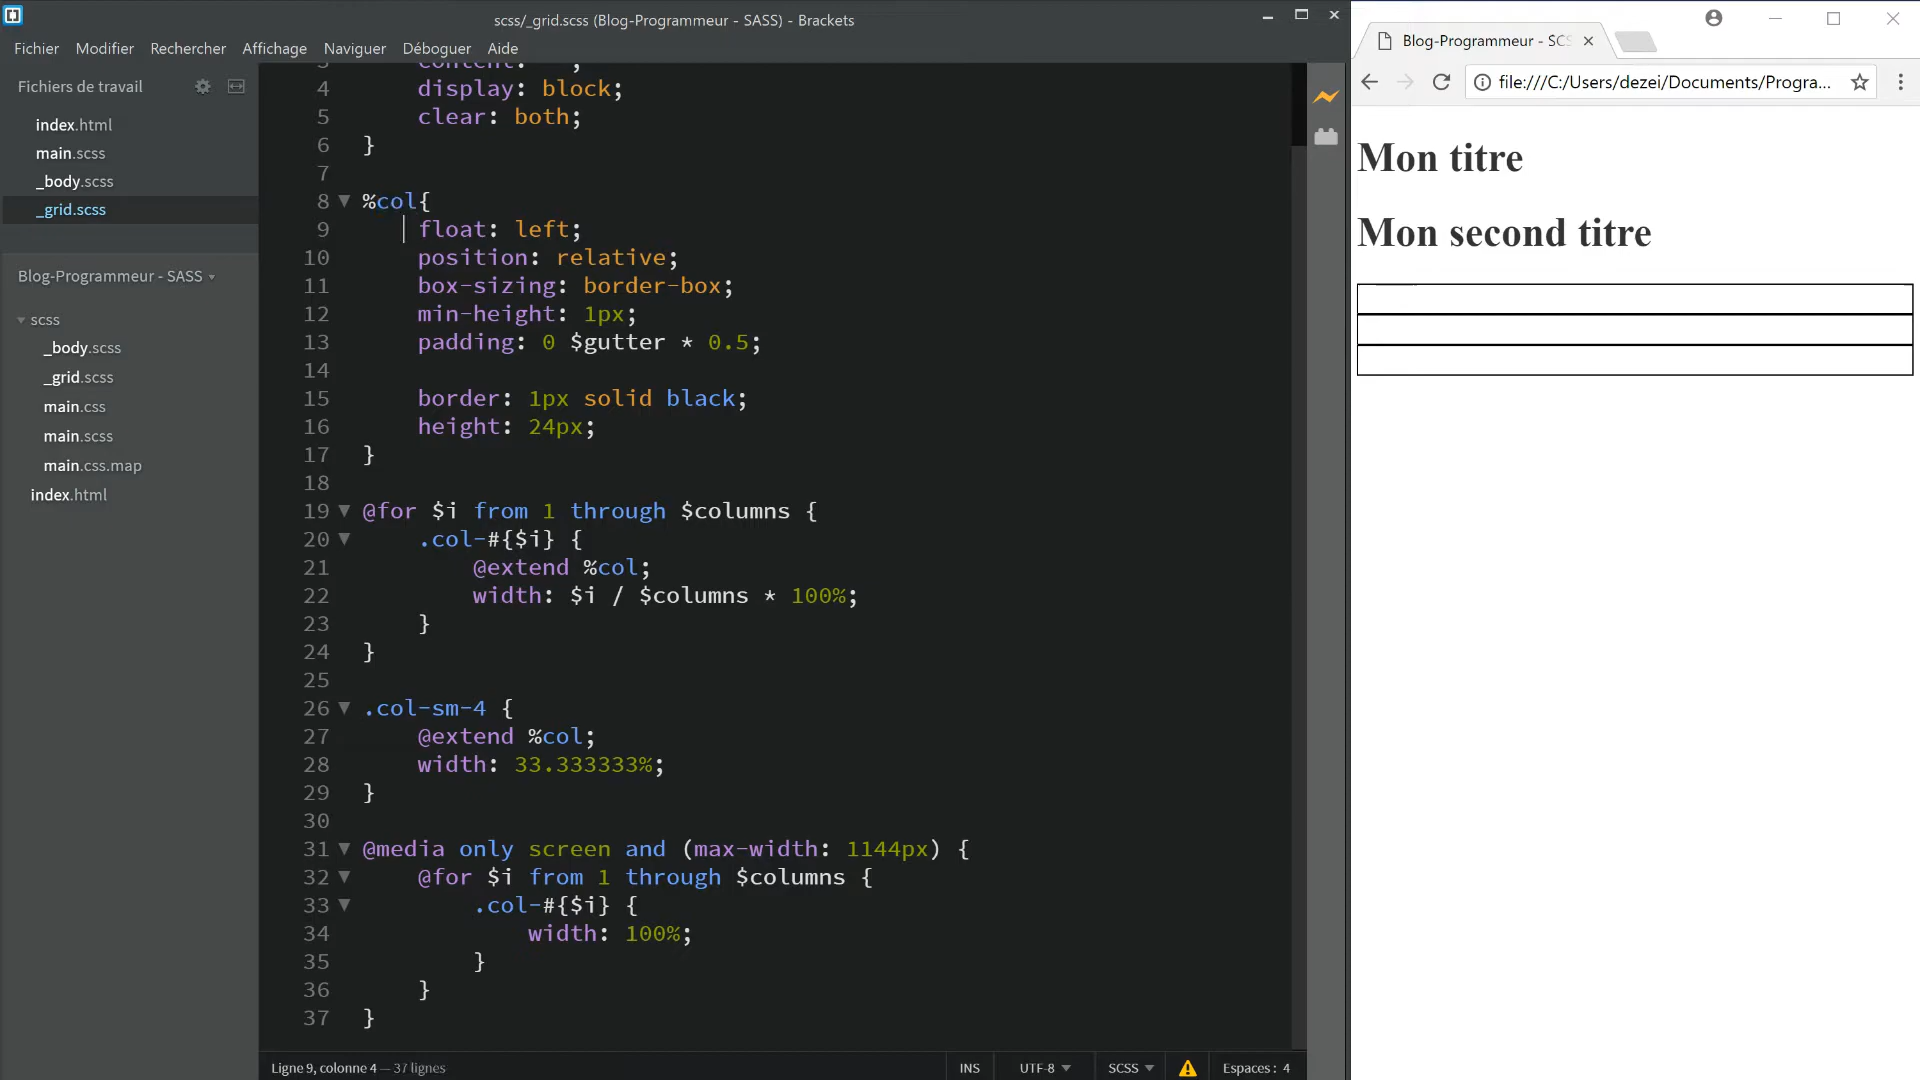 scss/_grid.scss (Blog-Programmeur - SASS) - Brackets
Fichier Modifier Rechercher Affichage Naviguer Déboguer Aide
Fichiers de travail
index.html
main.scss
_body.scss
_grid.scss
Blog-Programmeur - SASS
scss
_body.scss
_grid.scss
main.css
main.scss
main.css.map
index.html
4 display: block;
5 clear: both;
6 }
7
8 %col{
9 float: left;
10 position: relative;
11 box-sizing: border-box;
12 min-height: 1px;
13 padding: 0 $gutter * 0.5;
14
15 border: 1px solid black;
16 height: 24px;
17 }
18
19 @for $i from 1 through $columns {
20 .col-#{$i} {
21 @extend %col;
22 width: $i / $columns * 100%;
23 }
24 }
25
26 .col-sm-4 {
27 @extend %col;
28 width: 33.333333%;
29 }
30
31 @media only screen and (max-width: 1144px) {
32 @for $i from 1 through $columns {
33 .col-#{$i} {
34 width: 100%;
35 }
36 }
37 }
Ligne 9, colonne 4 — 37 lignes
INS UTF-8 SCSS Espaces : 4
Blog-Programmeur - SC
file:///C:/Users/dezei/Documents/Progra...
Mon titre
Mon second titre